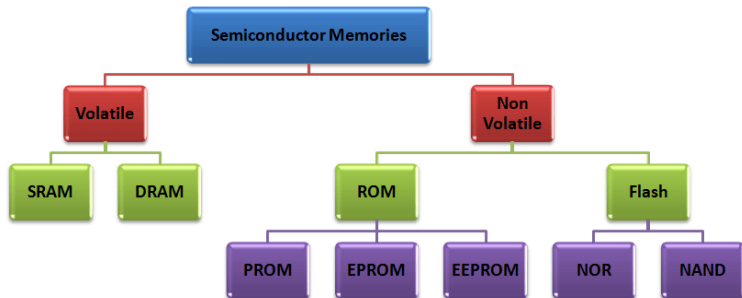 Semiconductor Memories
Volatile
Non
Volatile
SRAM
DRAM
ROM
Flash
PROM
EPROM
EEPROM
NOR
NAND